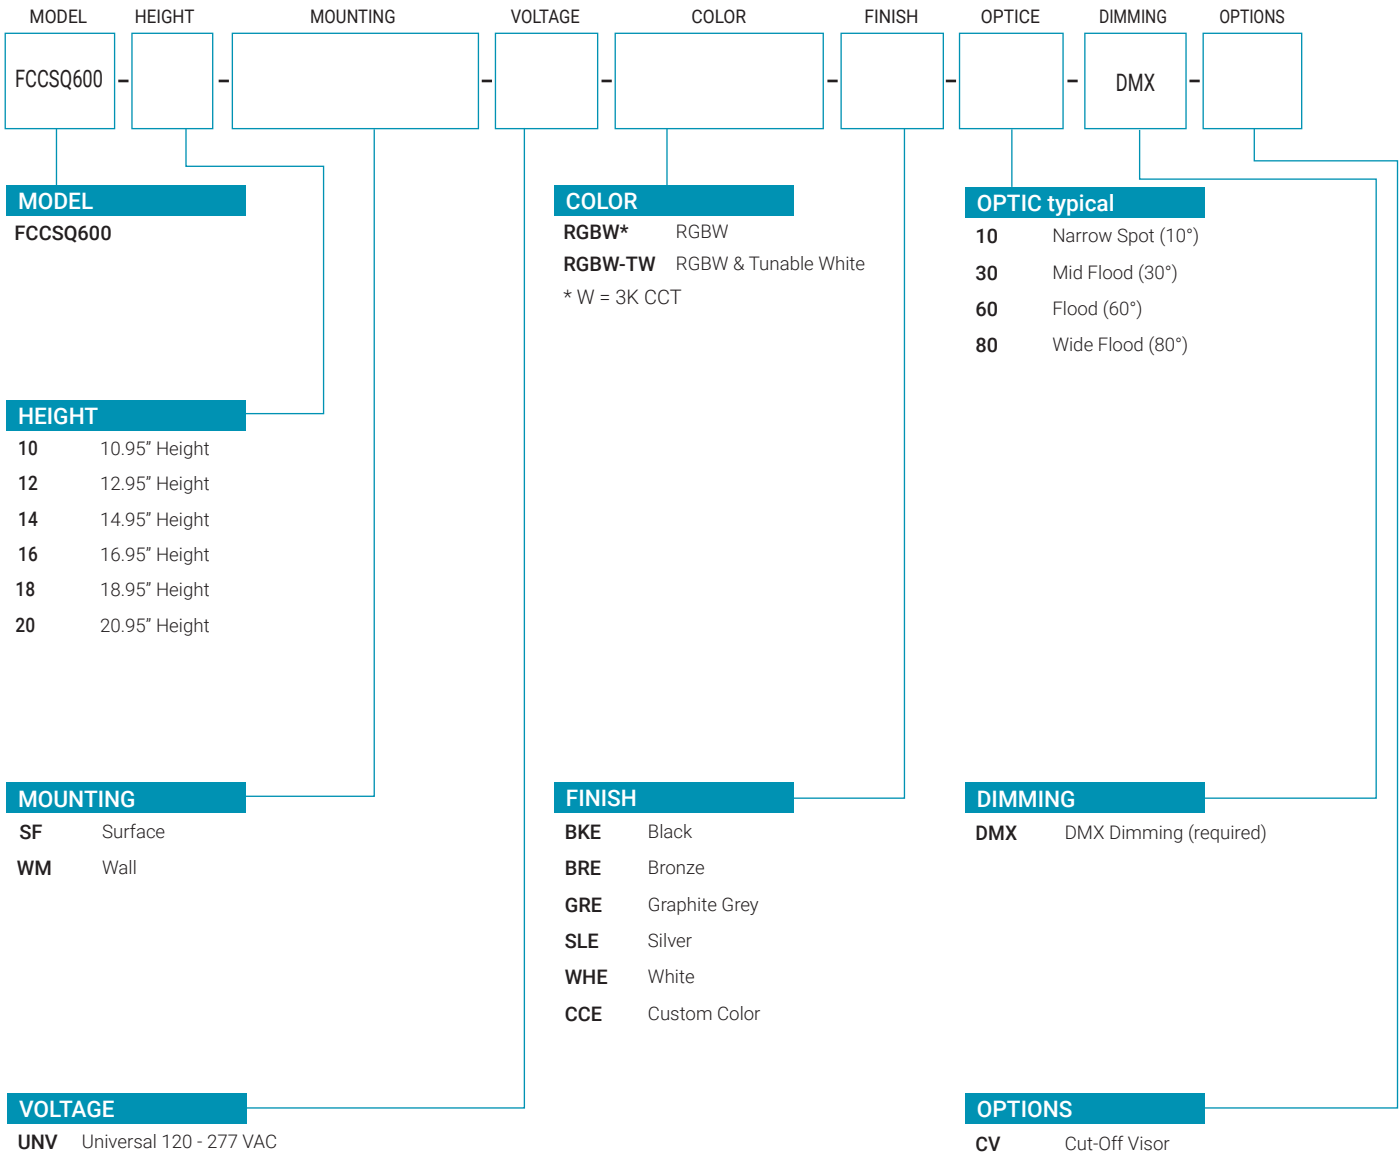 MODEL HEIGHT MOUNTING VOLTAGE COLOR FINISH OPTICE DIMMING OPTIONS
FCCSQ600 - - - - - - - DMX -
MODEL
FCCSQ600
HEIGHT
10 10.95” Height
12 12.95” Height
14 14.95” Height
16 16.95” Height
18 18.95” Height
20 20.95” Height
MOUNTING
SF Surface
WM Wall
VOLTAGE
UNV Universal 120 - 277 VAC
COLOR
RGBW* RGBW
RGBW-TW RGBW & Tunable White
* W = 3K CCT
FINISH
BKE Black
BRE Bronze
GRE Graphite Grey
SLE Silver
WHE White
CCE Custom Color
OPTIC typical
10 Narrow Spot (10°)
30 Mid Flood (30°)
60 Flood (60°)
80 Wide Flood (80°)
DIMMING
DMX DMX Dimming (required)
OPTIONS
CV Cut-Off Visor